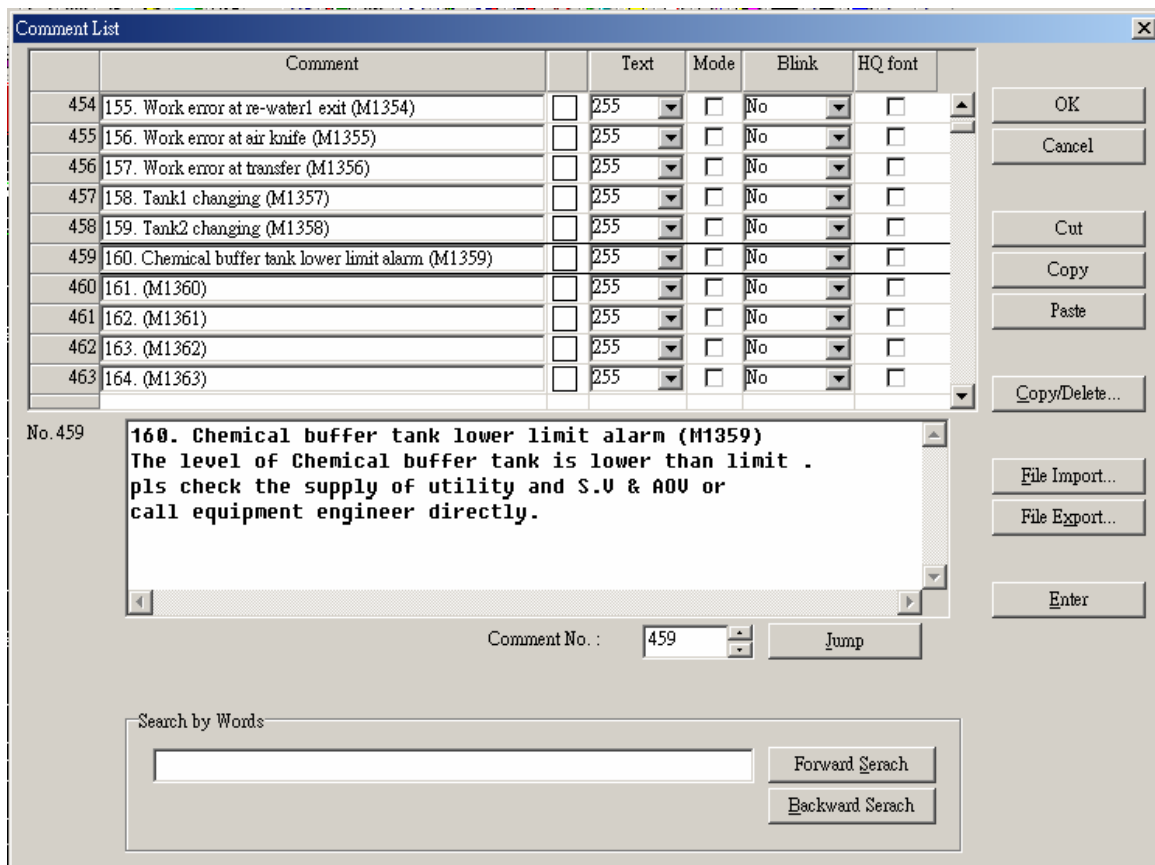 Comment List
Comment Text Mode Blink HQ font
454 155. Work error at re-water1 exit (M1354) 255 No
455 156. Work error at air knife (M1355) 255 No
456 157. Work error at transfer (M1356) 255 No
457 158. Tank1 changing (M1357) 255 No
458 159. Tank2 changing (M1358) 255 No
459 160. Chemical buffer tank lower limit alarm (M1359) 255 No
460 161. (M1360) 255 No
461 162. (M1361) 255 No
462 163. (M1362) 255 No
463 164. (M1363) 255 No
OK
Cancel
Cut
Copy
Paste
Copy/Delete...
File Import...
File Export...
Enter
No. 459
160. Chemical buffer tank lower limit alarm (M1359)
The level of Chemical buffer tank is lower than limit .
pls check the supply of utility and S.V & AOV or
call equipment engineer directly.
Comment No. : 459 Jump
Search by Words
Forward Serach
Backward Serach